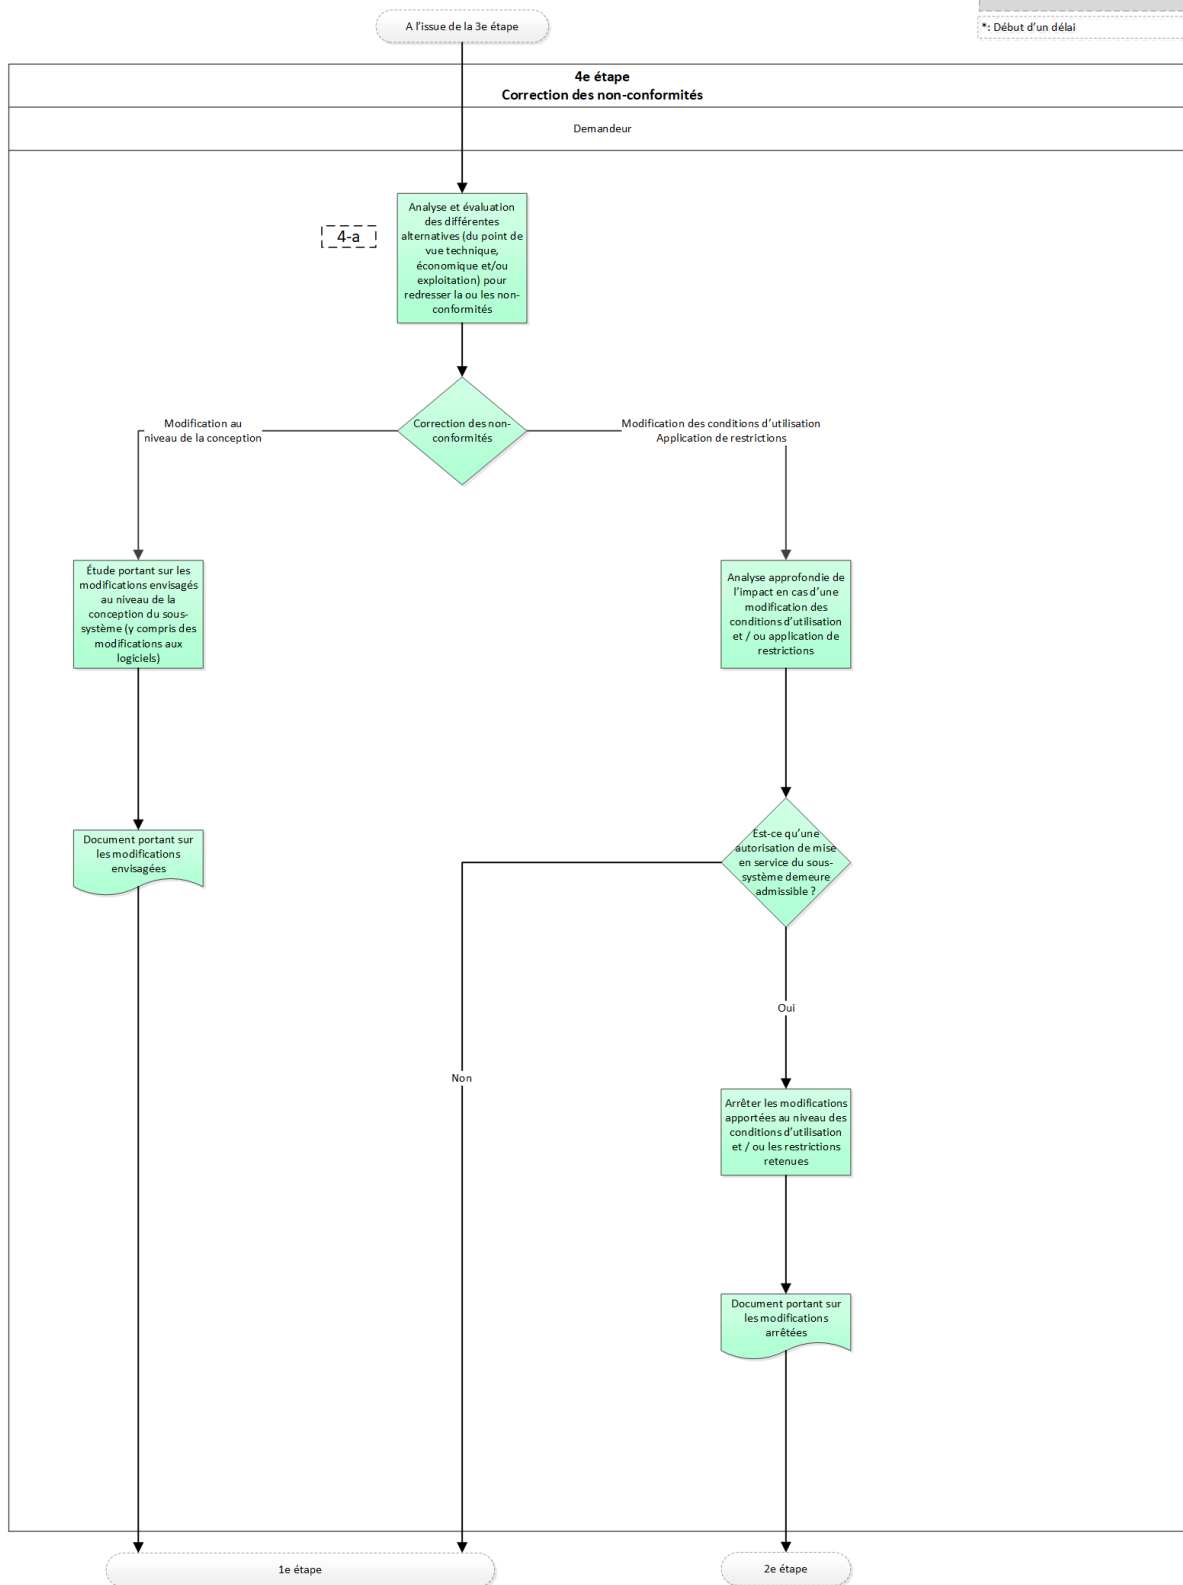 A l’issue de la 3e étape
*: Début d’un délai
4e étape
Correction des non-conformités
Demandeur
4-a
Analyse et évaluation
des différentes
alternatives (du point de
vue technique,
économique et/ou
exploitation) pour
redresser la ou les non-
conformités
Correction des non-
conformités
Modification au
niveau de la conception
Modification des conditions d’utilisation
Application de restrictions
Étude portant sur les
modifications envisagés
au niveau de la
conception du sous-
système (y compris des
modifications aux
logiciels)
Analyse approfondie de
l’impact en cas d’une
modification des
conditions d’utilisation
et / ou application de
restrictions
Document portant sur
les modifications
envisagées
Est-ce qu’une
autorisation de mise
en service du sous-
système demeure
admissible ?
Oui
Non
Arrêter les modifications
apportées au niveau des
conditions d’utilisation
et / ou les restrictions
retenues
Document portant sur
les modifications
arrêtées
1e étape
2e étape